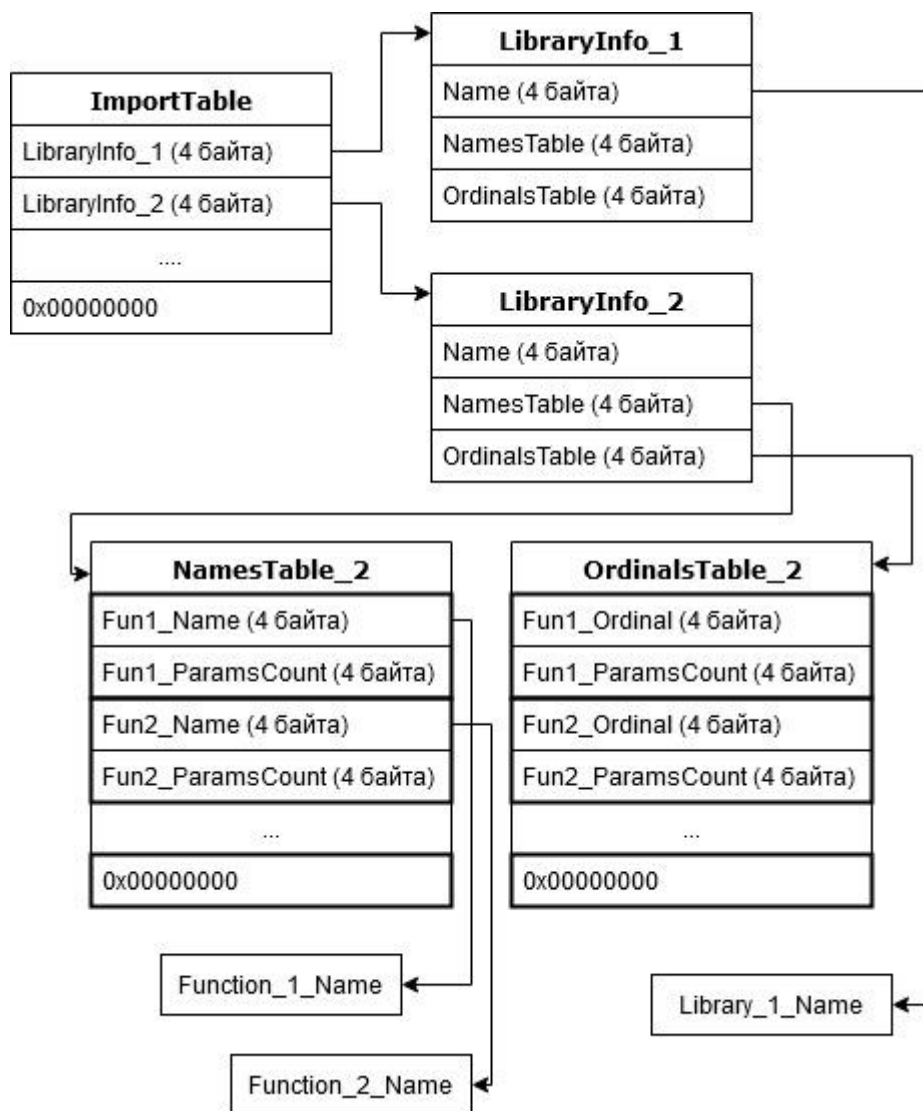 ImportTable
LibraryInfo_1 (4 байта)
LibraryInfo_2 (4 байта)
....
0x00000000
LibraryInfo_1
Name (4 байта)
NamesTable (4 байта)
OrdinalsTable (4 байта)
LibraryInfo_2
Name (4 байта)
NamesTable (4 байта)
OrdinalsTable (4 байта)
NamesTable_2
Fun1_Name (4 байта)
Fun1_ParamsCount (4 байта)
Fun2_Name (4 байта)
Fun2_ParamsCount (4 байта)
...
0x00000000
OrdinalsTable_2
Fun1_Ordinal (4 байта)
Fun1_ParamsCount (4 байта)
Fun2_Ordinal (4 байта)
Fun2_ParamsCount (4 байта)
...
0x00000000
Function_1_Name
Library_1_Name
Function_2_Name